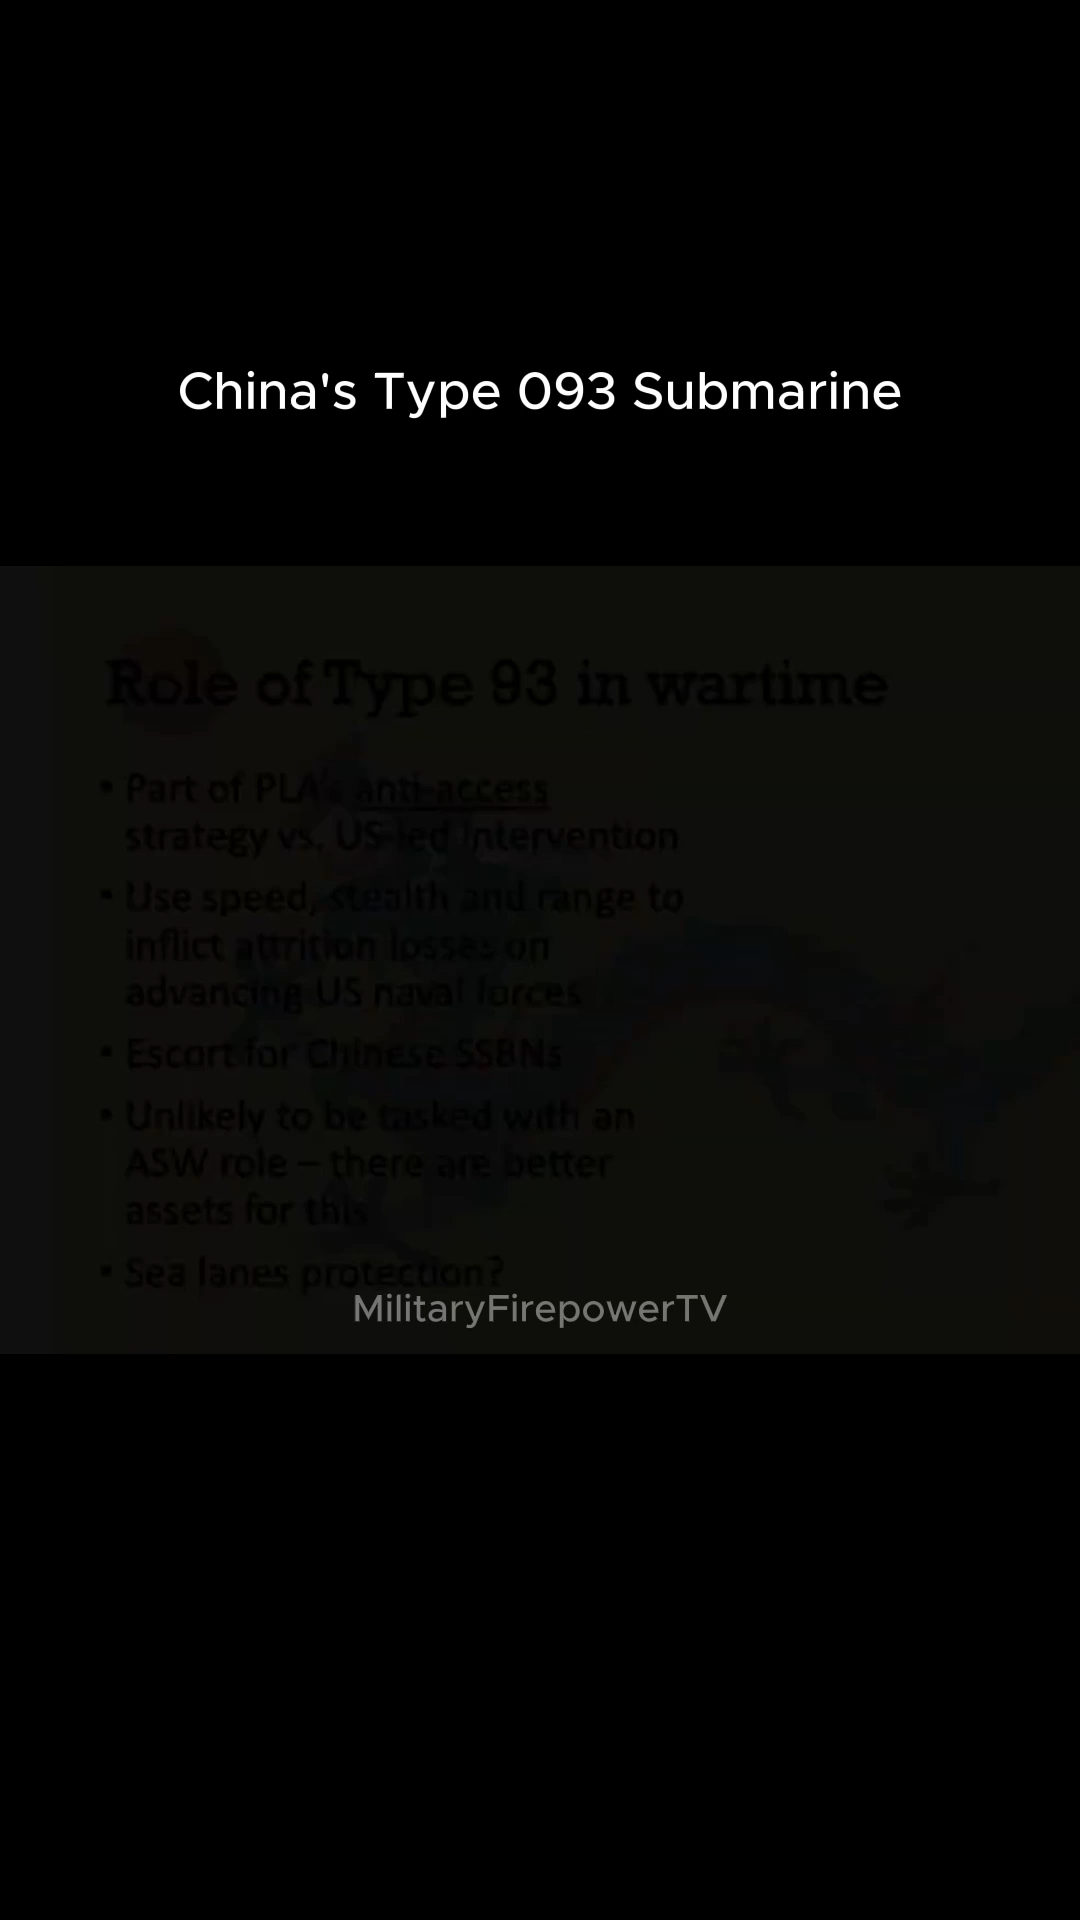 China's Type 093 Submarine
Role of Type 93 in wartime
• Part of PLA's anti-access
strategy vs. US-led intervention
• Use speed, stealth and range to
inflict attrition losses on
advancing US naval forces
• Escort for Chinese SSBNs
• Unlikely to be tasked with an
ASW role – there are better
assets for this
• Sea lanes protection?
MilitaryFirepowerTV